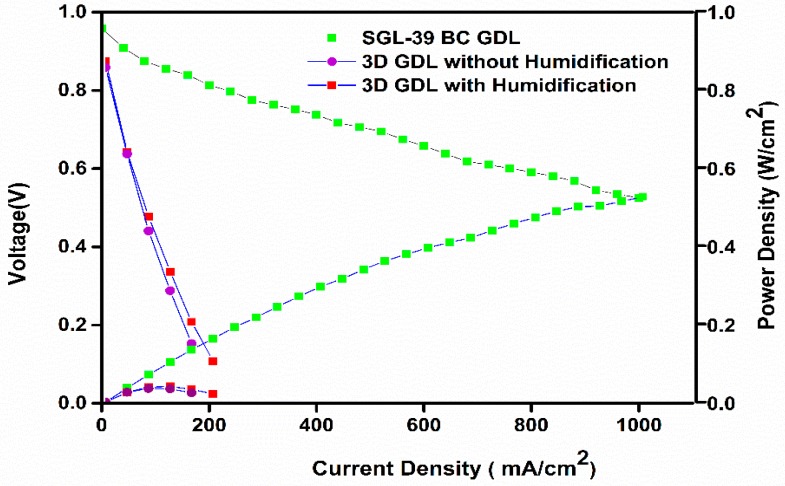 SGL-39 BC GDL
3D GDL without Humidification
3D GDL with Humidification
1.0
0.8
0.6
0.4
0.2
0.0
Voltage(V)
1.0
0.8
0.6
0.4
0.2
0.0
Power Density (W/cm²)
0 200 400 600 800 1000
Current Density ( mA/cm²)